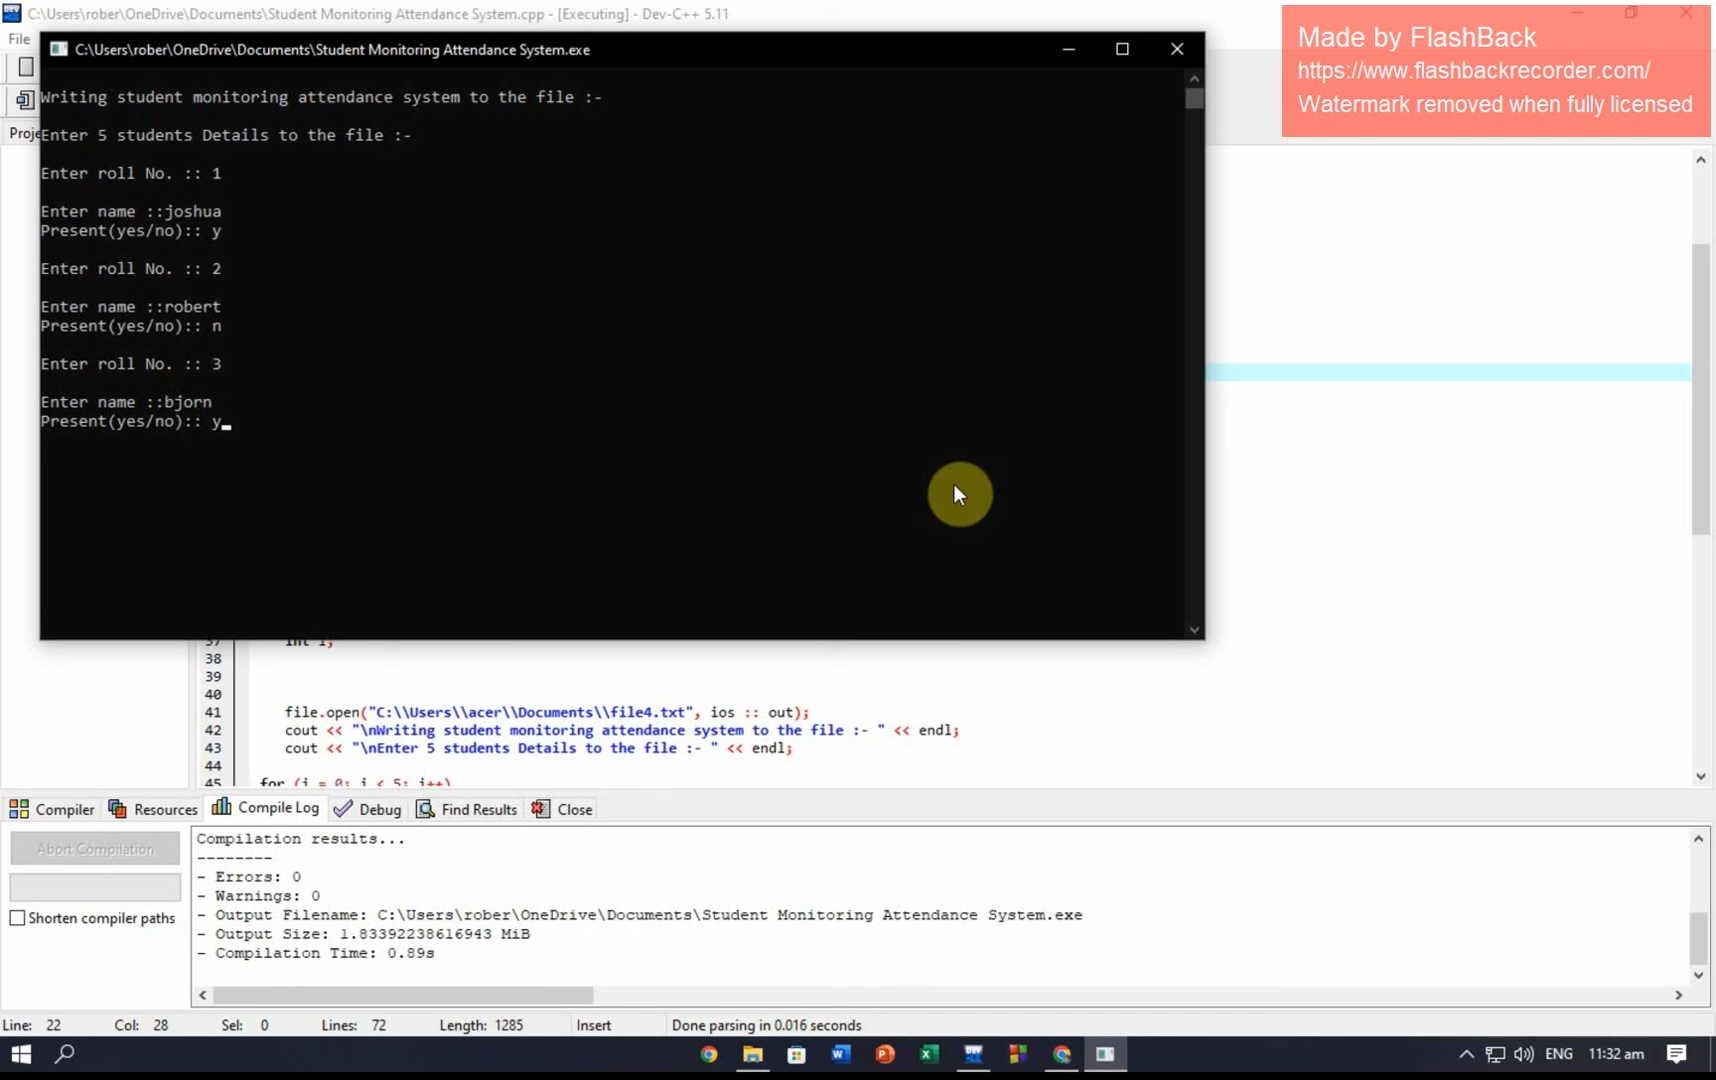 C:\Users\rober\OneDrive\Documents\Student Monitoring Attendance System.cpp - [Executing] - Dev-C++ 5.11
File
C:\Users\rober\OneDrive\Documents\Student Monitoring Attendance System.exe
Made by FlashBack
https://www.flashbackrecorder.com/
Watermark removed when fully licensed
Proje
Writing student monitoring attendance system to the file :-
Enter 5 students Details to the file :-
Enter roll No. :: 1
Enter name ::joshua
Present(yes/no):: y
Enter roll No. :: 2
Enter name ::robert
Present(yes/no):: n
Enter roll No. :: 3
Enter name ::bjorn
Present(yes/no):: y
37 int i;
38
39
40
41 file.open("C:\\Users\\acer\\Documents\\file4.txt", ios :: out);
42 cout << "\nWriting student monitoring attendance system to the file :- " << endl;
43 cout << "\nEnter 5 students Details to the file :- " << endl;
44
45 for (i = 0; i < 5; i++)
Compiler Resources Compile Log Debug Find Results Close
Abort Compilation
Shorten compiler paths
Compilation results...
--------
- Errors: 0
- Warnings: 0
- Output Filename: C:\Users\rober\OneDrive\Documents\Student Monitoring Attendance System.exe
- Output Size: 1.83392238616943 MiB
- Compilation Time: 0.89s
Line: 22 Col: 28 Sel: 0 Lines: 72 Length: 1285 Insert Done parsing in 0.016 seconds
ENG 11:32 am